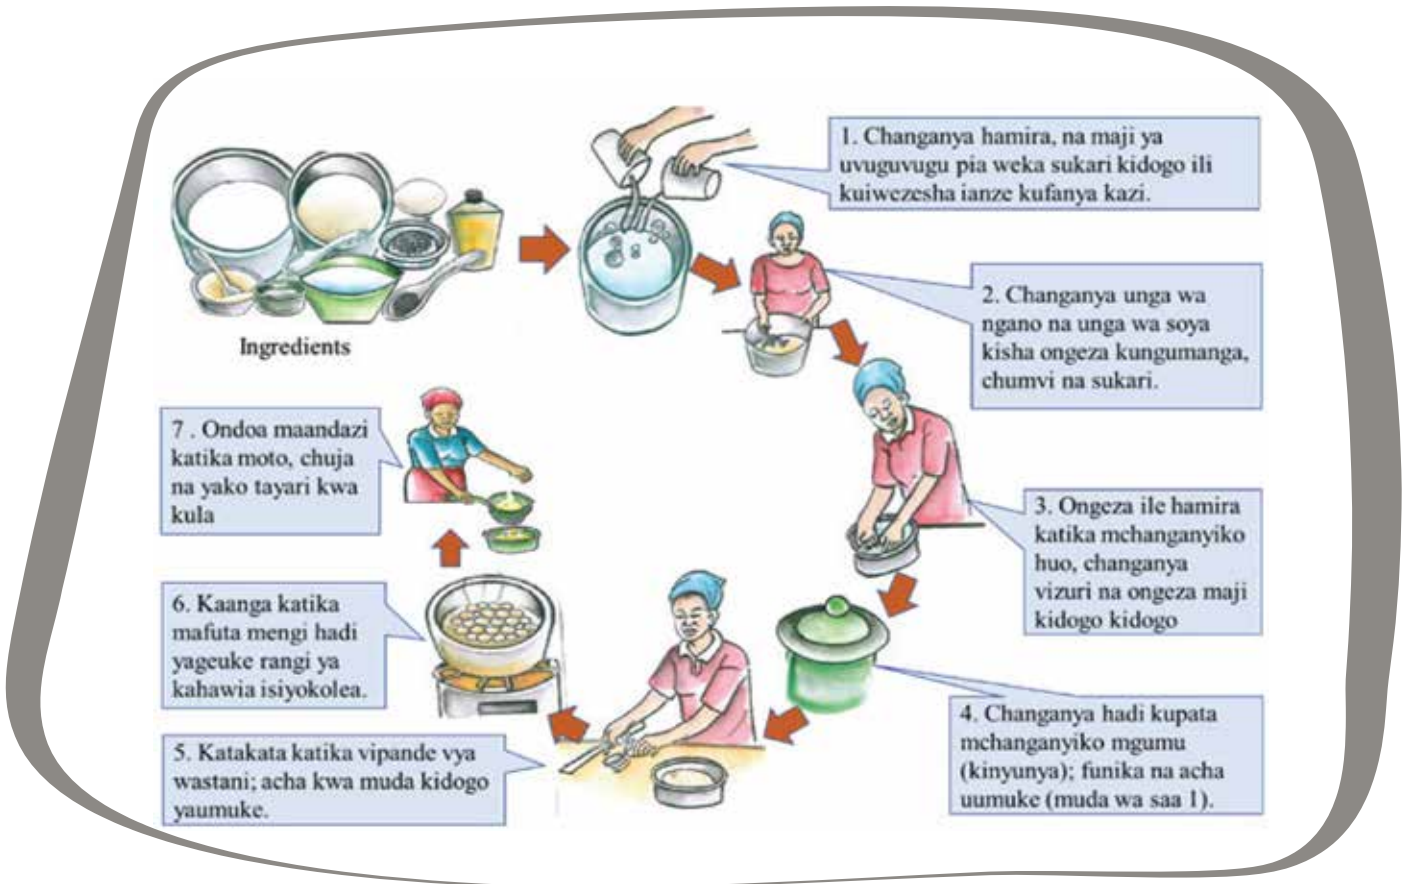 Ingredients
1. Changanya hamira, na maji ya
uvuguvugu pia weka sukari kidogo ili
kuiwezesha ianze kufanya kazi.
2. Changanya unga wa
ngano na unga wa soya
kisha ongeza kungumanga,
chumvi na sukari.
3. Ongeza ile hamira
katika mchanganyiko
huo, changanya
vizuri na ongeza maji
kidogo kidogo
4. Changanya hadi kupata
mchanganyiko mgumu
(kinyunya); funika na acha
uumuke (muda wa saa 1).
5. Katakata katika vipande vya
wastani; acha kwa muda kidogo
yaumuke.
6. Kaanga katika
mafuta mengi hadi
yageuke rangi ya
kahawia isiyokolea.
7 . Ondoa maandazi
katika moto, chuja
na yako tayari kwa
kula